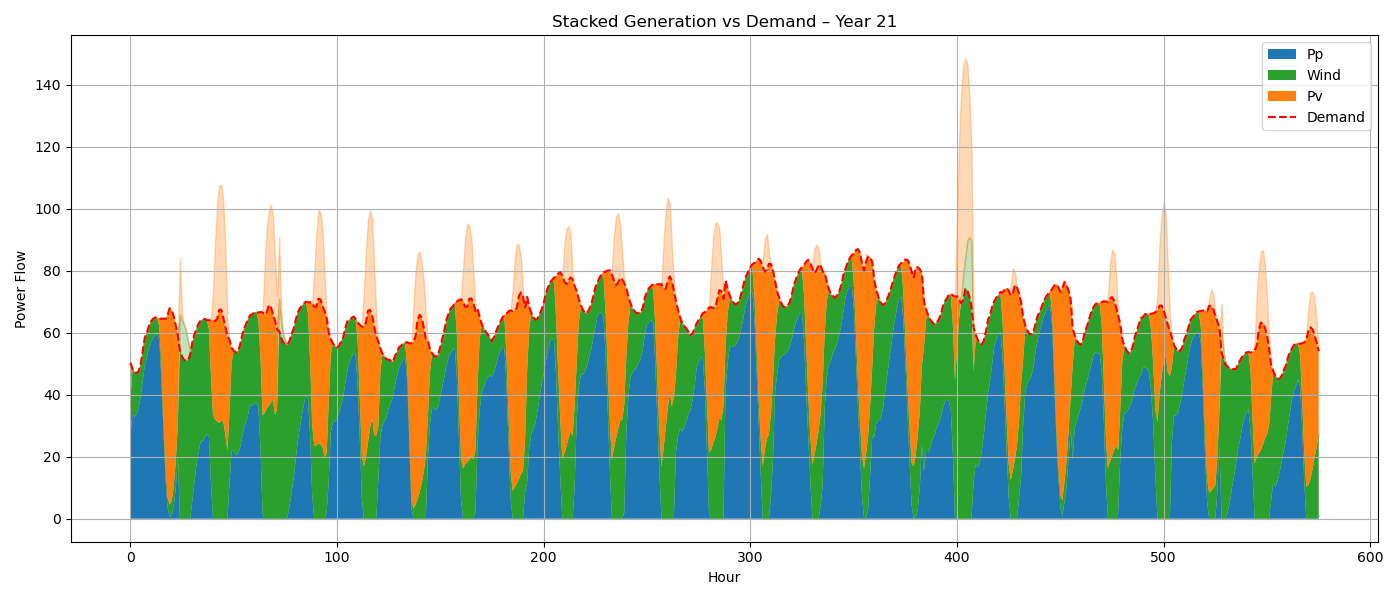 Stacked Generation vs Demand – Year 21
Power Flow
140
120
100
80
60
40
20
0
0 100 200 300 400 500 600
Hour
Pp
Wind
Pv
Demand